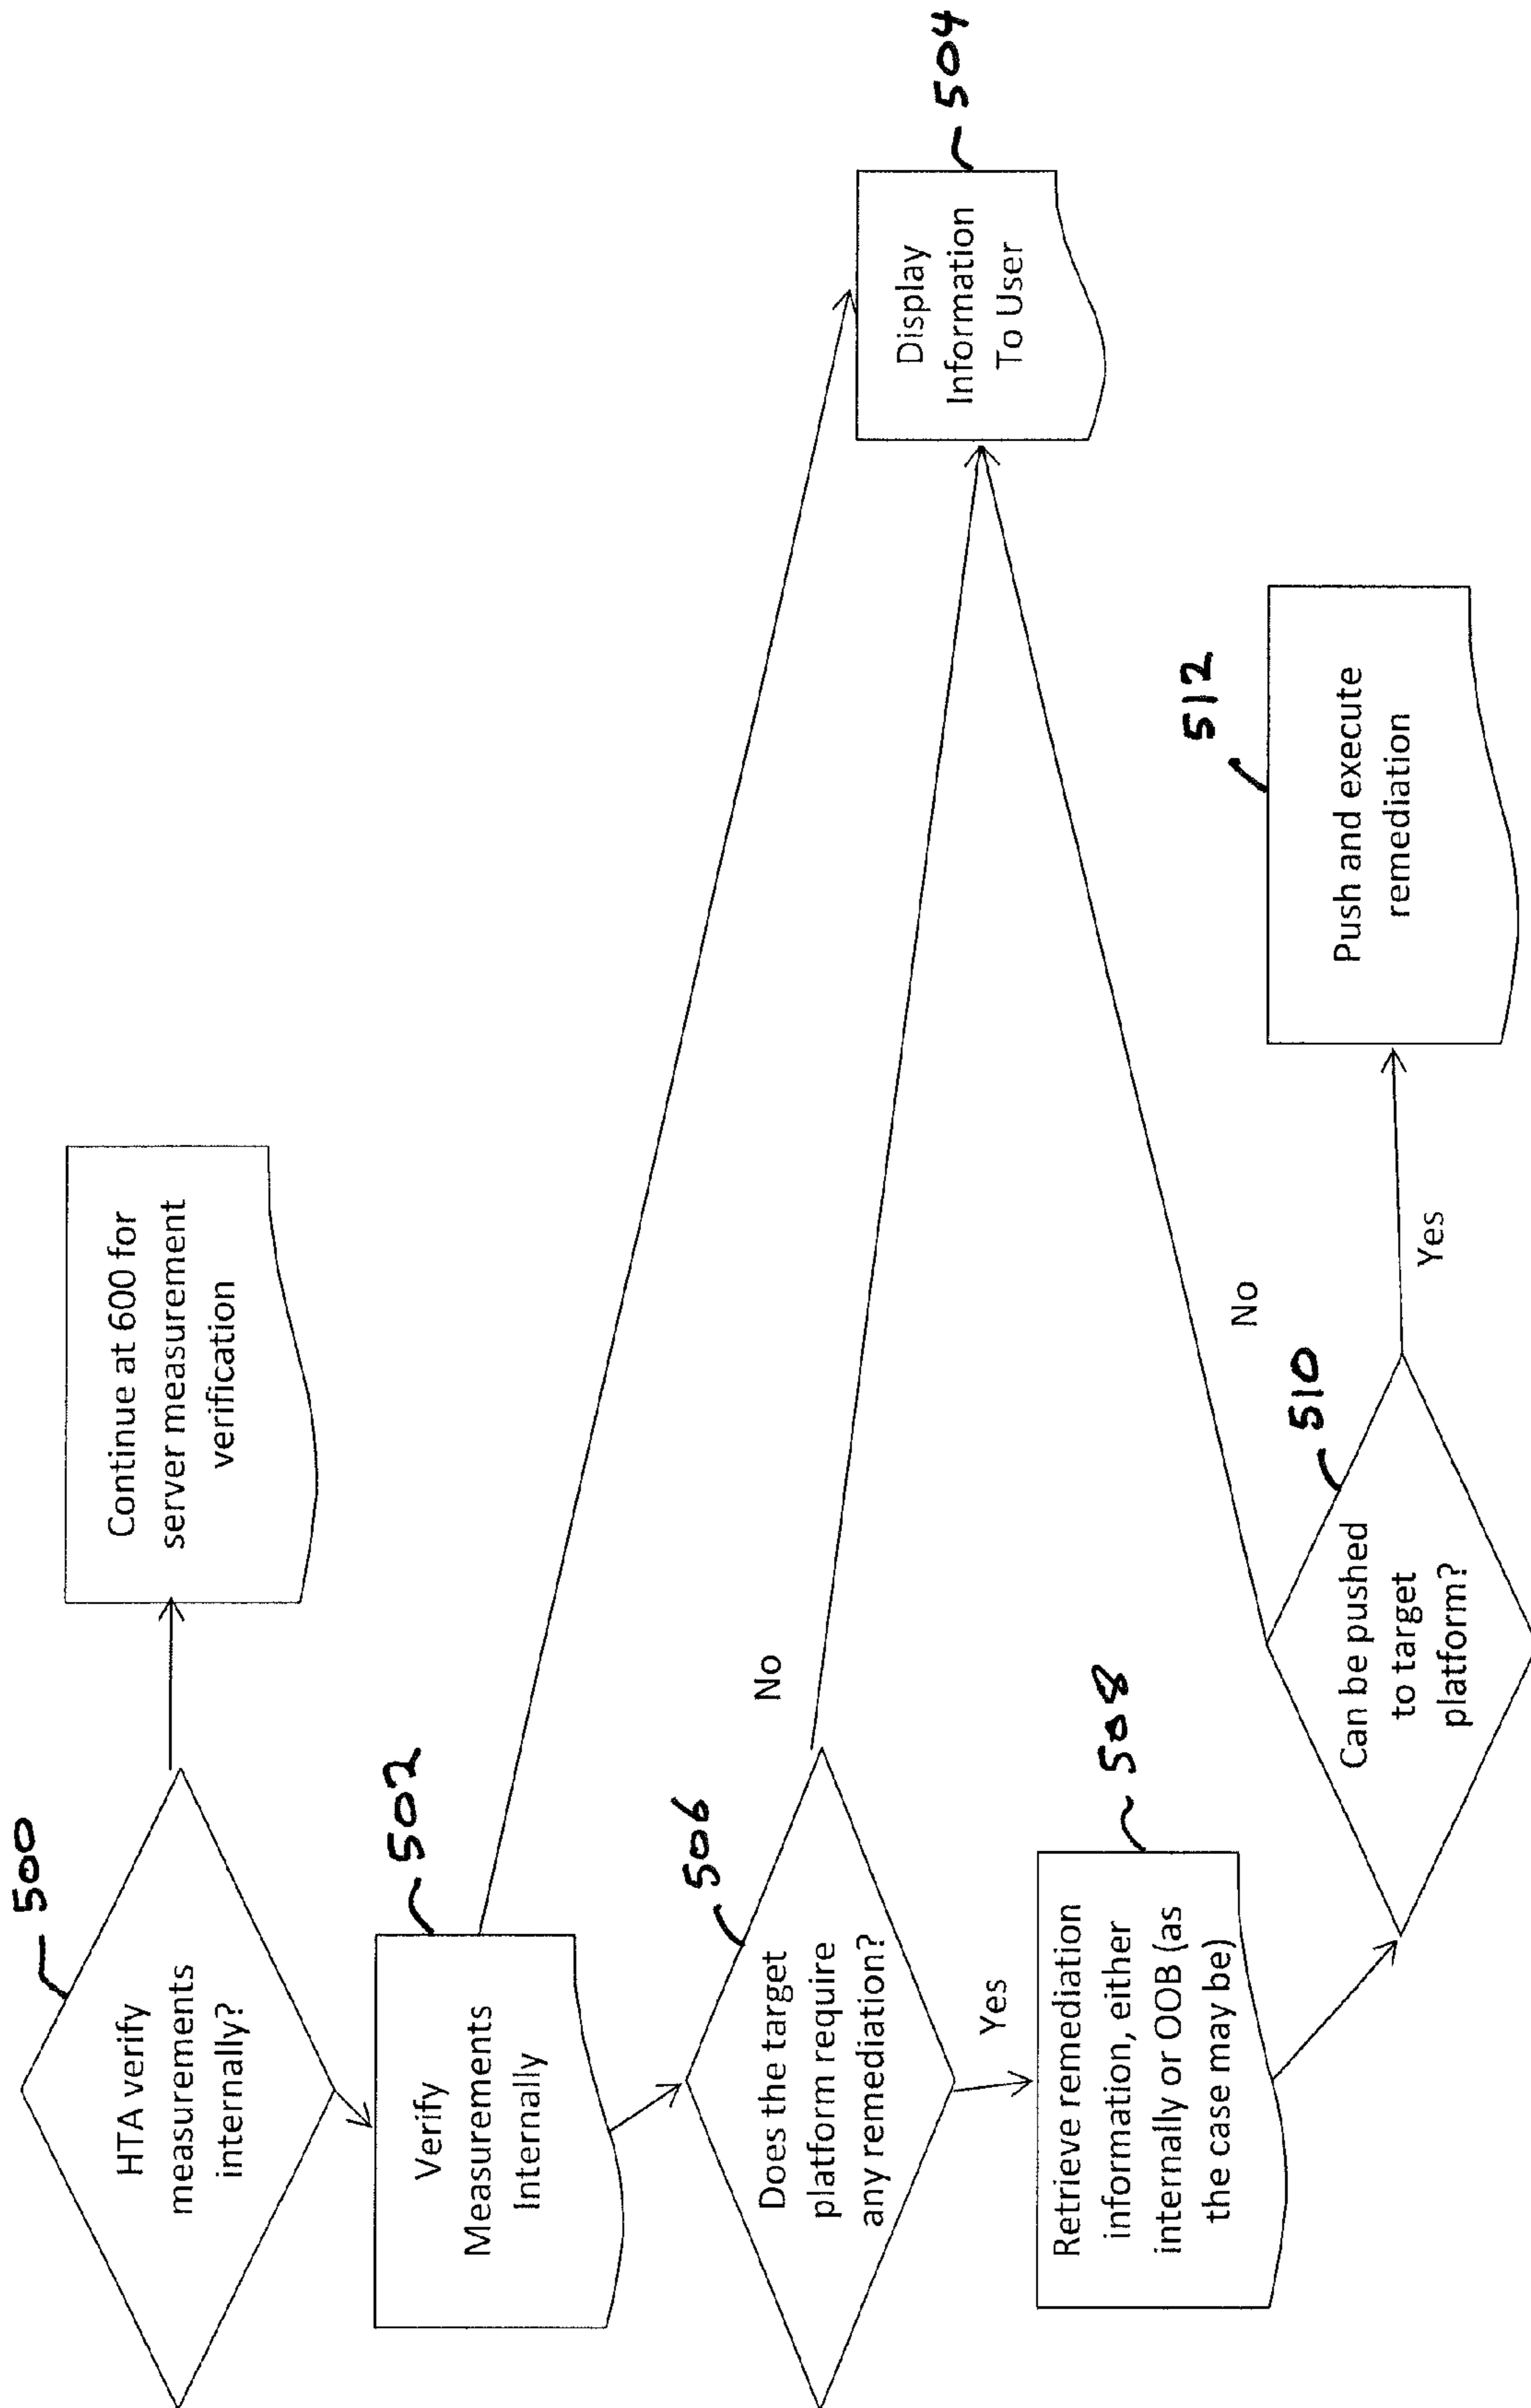 500
HTA verify
measurements
internally?
Continue at 600 for
server measurement
verification
502
Verify
Measurements
Internally
504
Display
Information
To User
506
Does the target
platform require
any remediation?
No
Yes
508
Retrieve remediation
information, either
internally or OOB (as
the case may be)
510
Can be pushed
to target
platform?
No
Yes
512
Push and execute
remediation